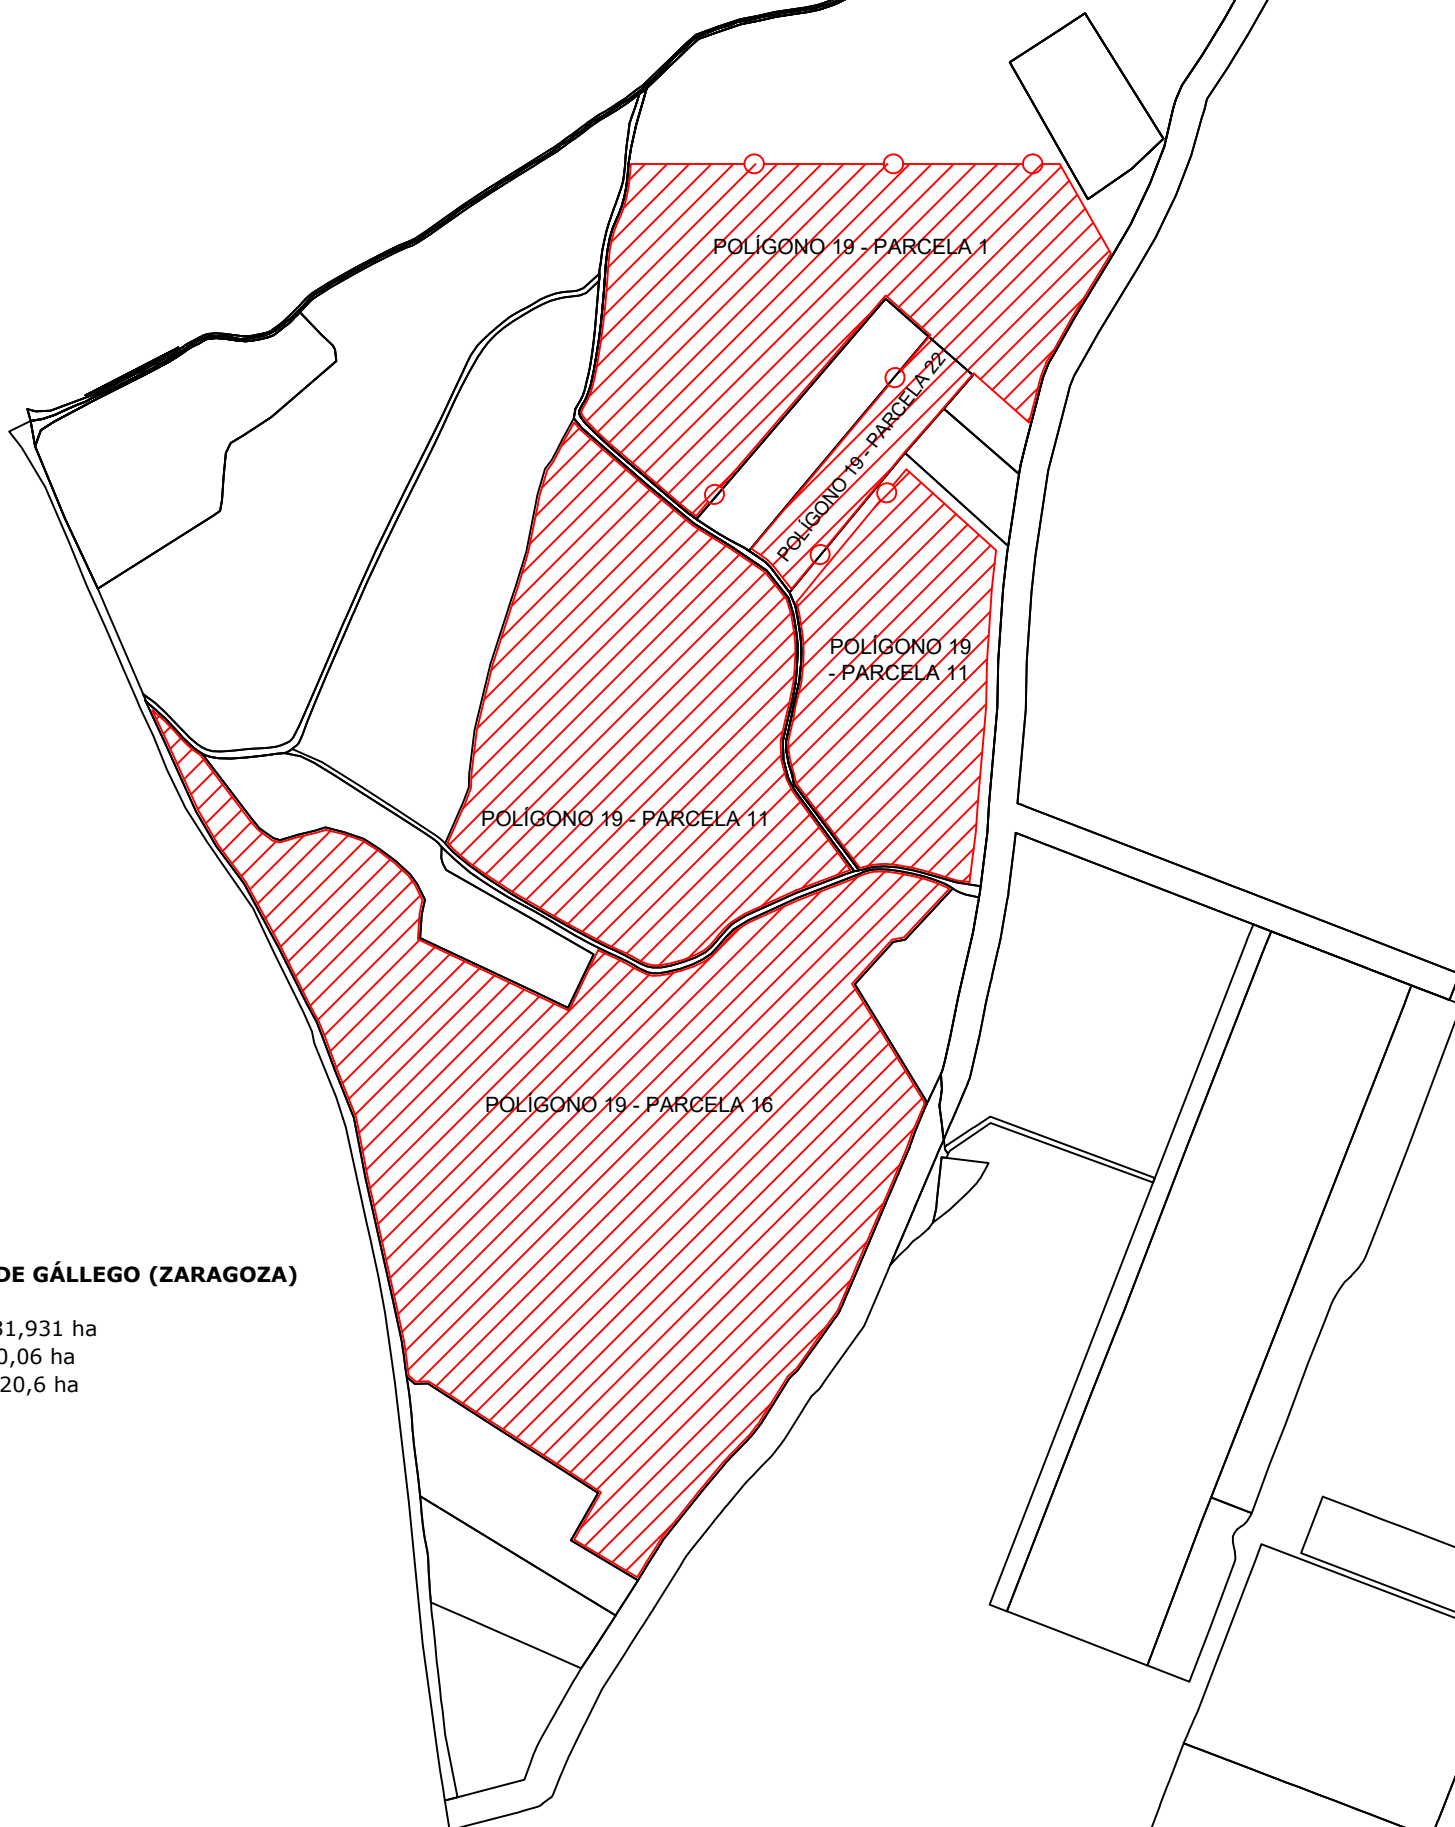 POLÍGONO 19 - PARCELA 1
POLÍGONO 19 - PARCELA 22
POLÍGONO 19
- PARCELA 11
POLÍGONO 19 - PARCELA 11
POLÍGONO 19 - PARCELA 16
DE GÁLLEGO (ZARAGOZA)
31,931 ha
0,06 ha
20,6 ha